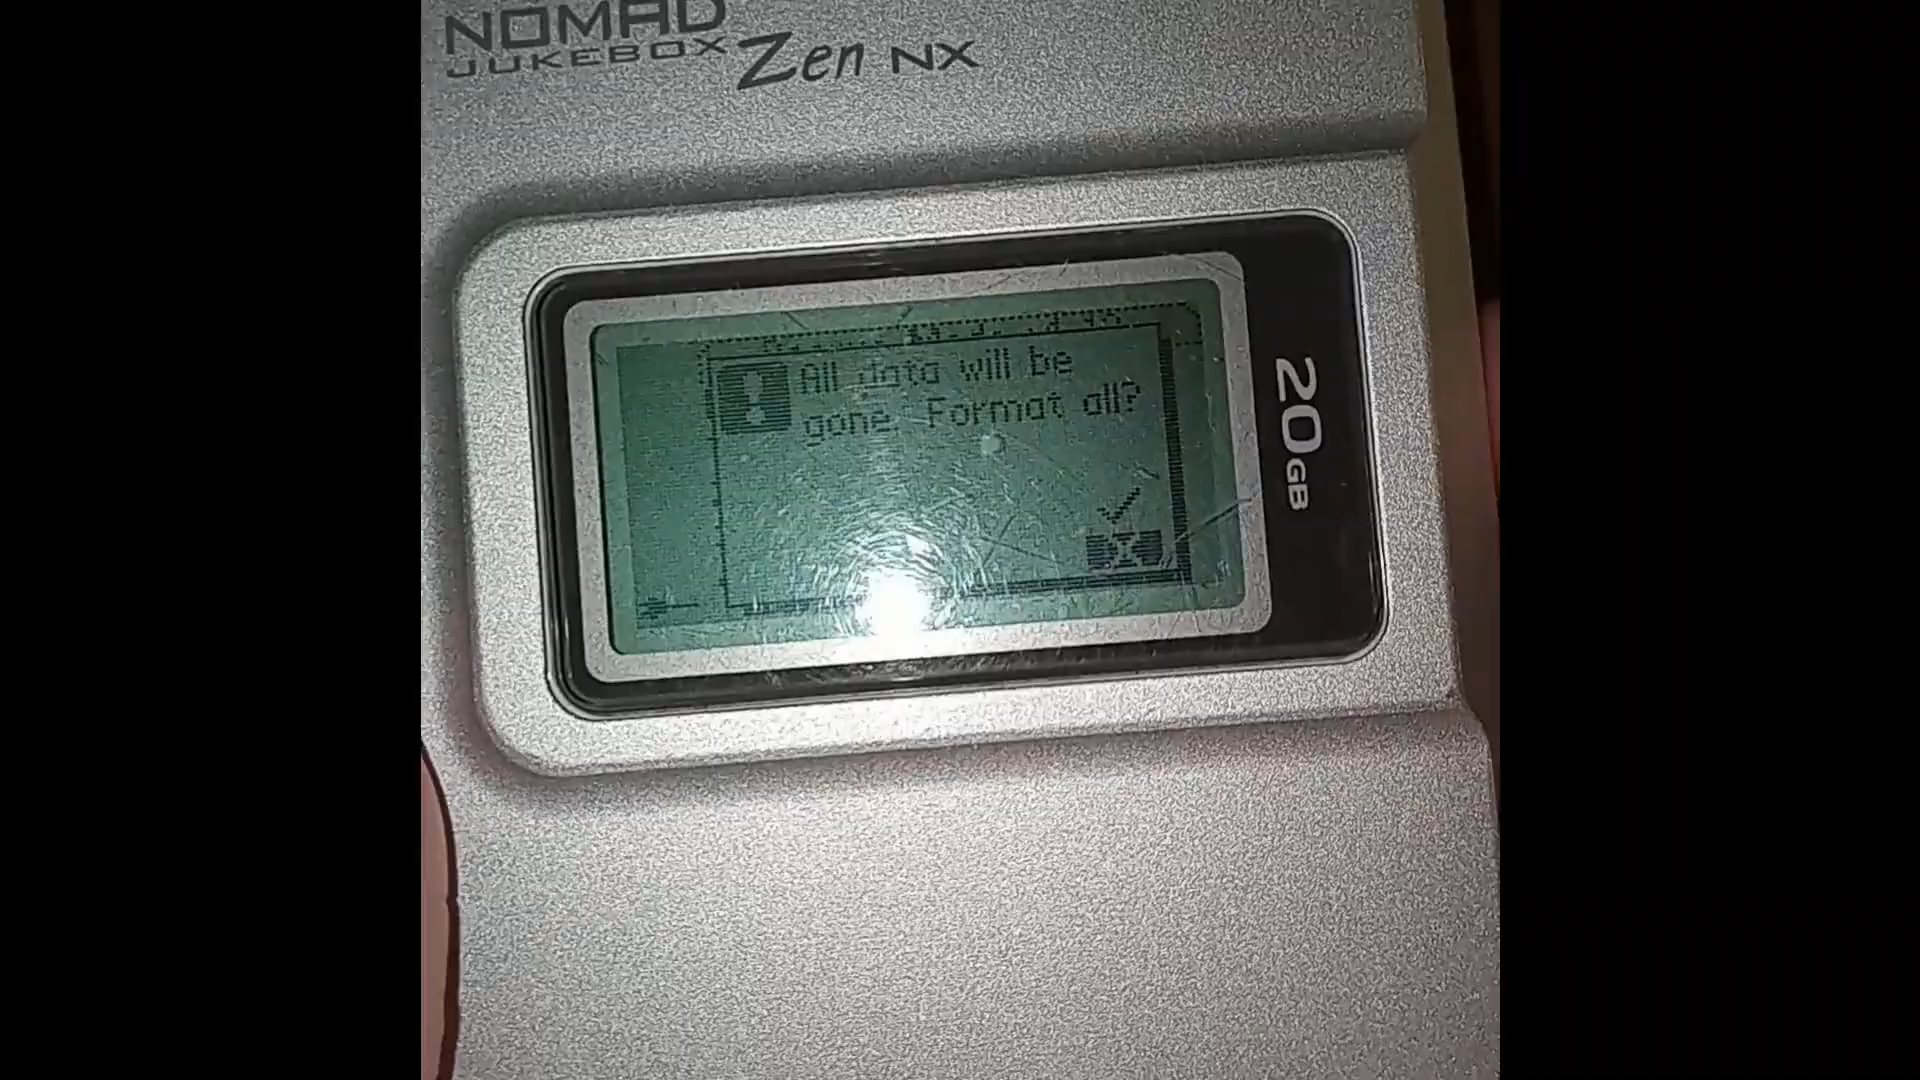 NOMAD
JUKEBOX Zen NX
All data will be
gone. Format all?
20GB